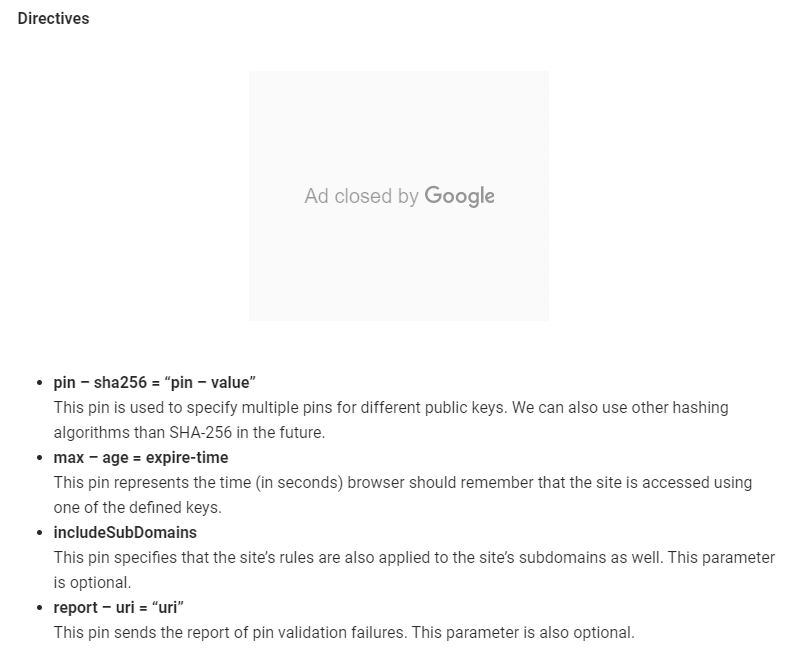 Directives
Ad closed by Google
pin – sha256 = “pin – value”
This pin is used to specify multiple pins for different public keys. We can also use other hashing
algorithms than SHA-256 in the future.
max – age = expire-time
This pin represents the time (in seconds) browser should remember that the site is accessed using
one of the defined keys.
includeSubDomains
This pin specifies that the site’s rules are also applied to the site’s subdomains as well. This parameter
is optional.
report – uri = “uri”
This pin sends the report of pin validation failures. This parameter is also optional.